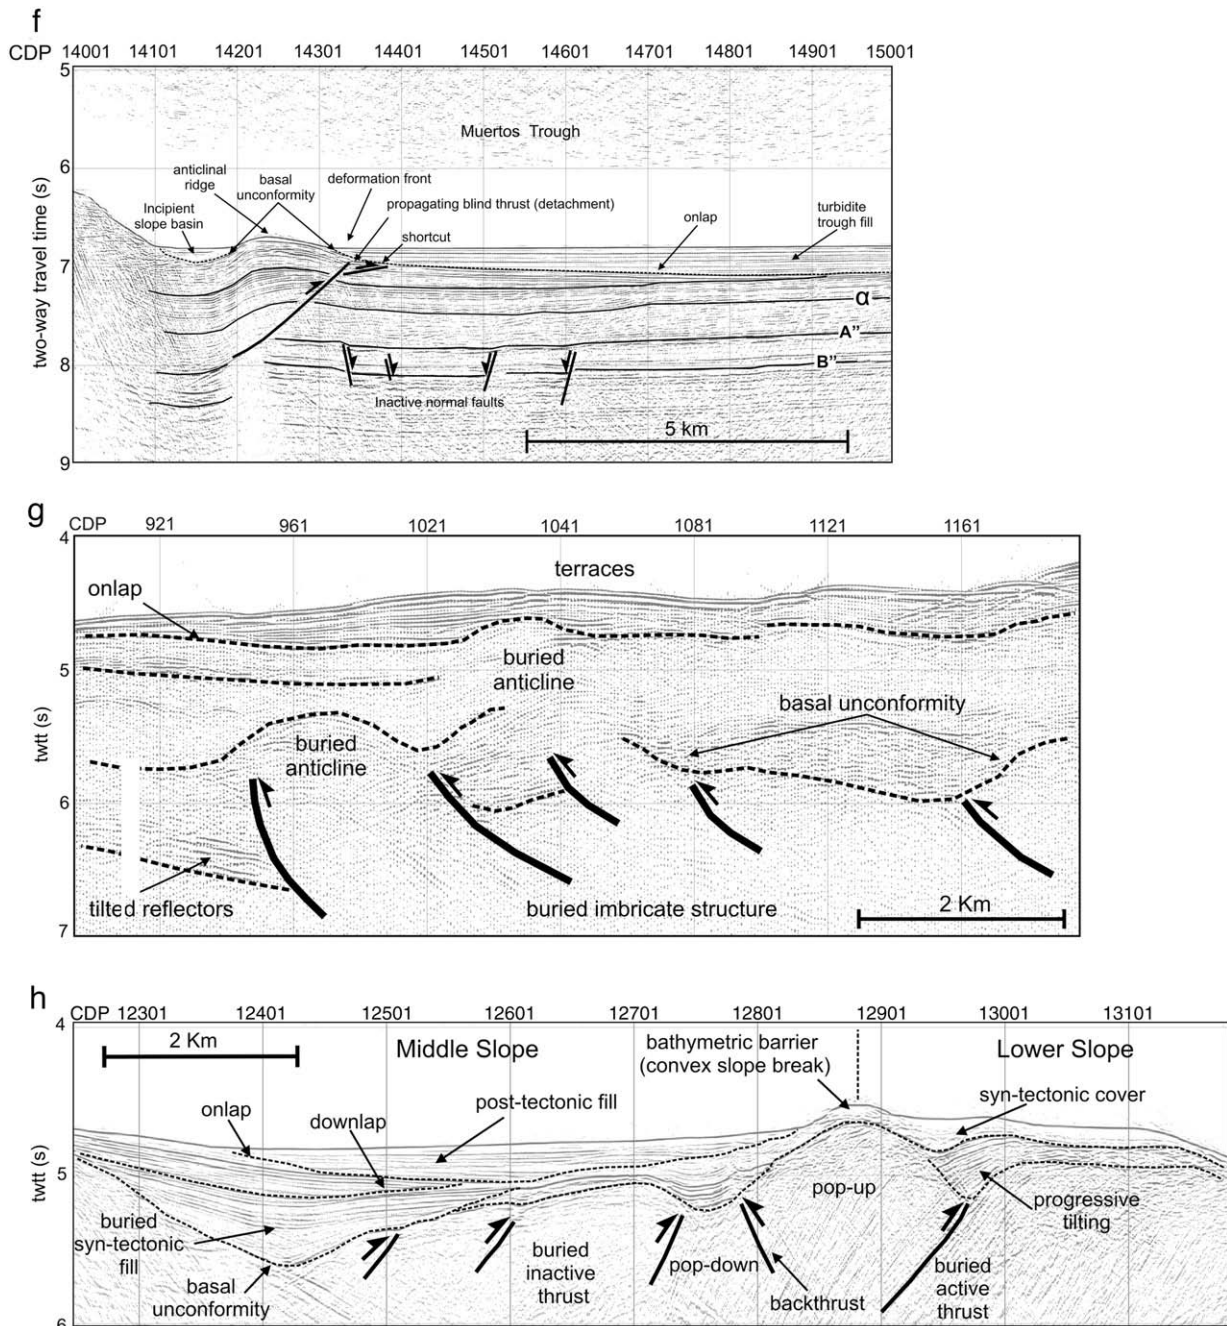 f
CDP 14001 14101 14201 14301 14401 14501 14601 14701 14801 14901 15001
5
Muertos Trough
6
anticlinal
ridge
basal
unconformity
deformation front
propagating blind thrust (detachment)
Incipient
slope basin
shortcut
onlap
turbidite
trough fill
two-way travel time (s)
7
α
A”
8
B”
Inactive normal faults
5 km
9
g
CDP 921 961 1021 1041 1081 1121 1161
4
terraces
onlap
5
buried
anticline
basal unconformity
buried
anticline
twtt (s)
6
tilted reflectors
buried imbricate structure
2 Km
7
h
CDP 12301 12401 12501 12601 12701 12801 12901 13001 13101
4
2 Km
Middle Slope
bathymetric barrier
(convex slope break)
Lower Slope
onlap
downlap
post-tectonic fill
syn-tectonic cover
twtt (s)
5
pop-up
progressive
tilting
buried
syn-tectonic
fill
basal
unconformity
buried
inactive
thrust
pop-down
backthrust
buried
active
thrust
6